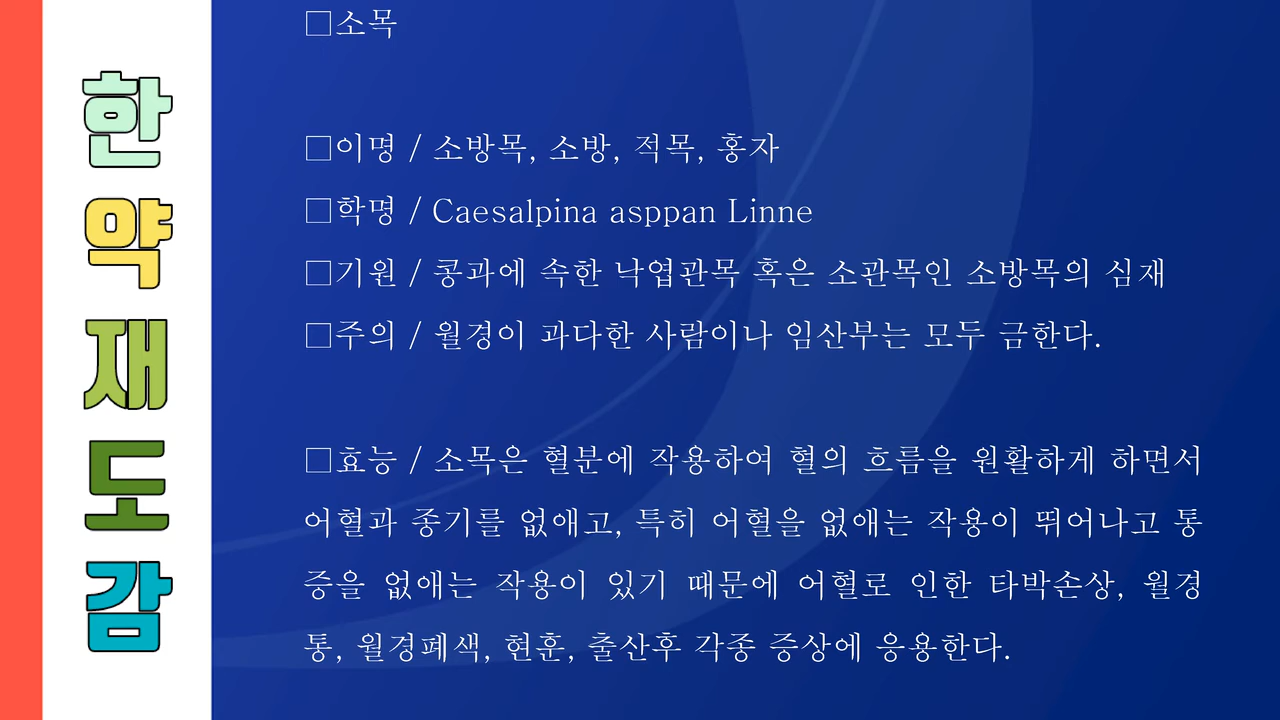 한약재도감
□소목
□이명 / 소방목, 소방, 적목, 홍자
□학명 / Caesalpina asppan Linne
□기원 / 콩과에 속한 낙엽관목 혹은 소관목인 소방목의 심재
□주의 / 월경이 과다한 사람이나 임산부는 모두 금한다.
□효능 / 소목은 혈분에 작용하여 혈의 흐름을 원활하게 하면서
어혈과 종기를 없애고, 특히 어혈을 없애는 작용이 뛰어나고 통
증을 없애는 작용이 있기 때문에 어혈로 인한 타박손상, 월경
통, 월경폐색, 현훈, 출산후 각종 증상에 응용한다.